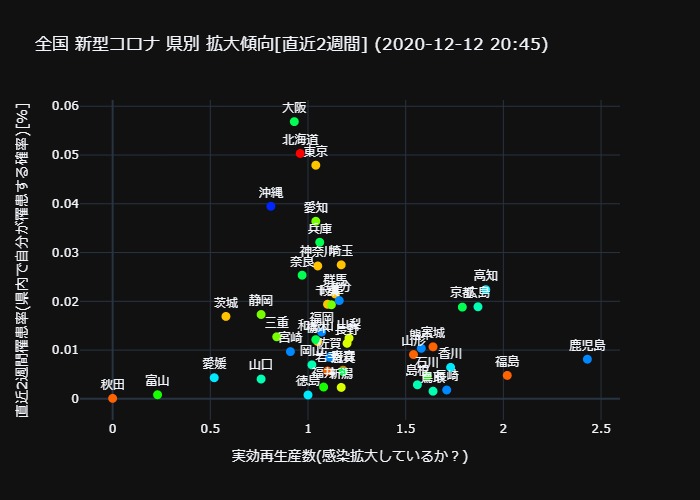 全国 新型コロナ 県別 拡大傾向[直近2週間] (2020-12-12 20:45)
直近2週間罹患率(県内で自分が罹患する確率)[%]
0.06
0.05
0.04
0.03
0.02
0.01
0
大阪
北海道
東京
沖縄
愛知
兵庫
神奈川
埼玉
奈良
群馬
高知
京都
広島
茨城
静岡
福岡
三重
宮崎
山梨
長野
佐賀
宮城
山形
鹿児島
石川
香川
愛媛
山口
岡山
福島
島根
鳥取
長崎
福井
新潟
秋田
富山
徳島
0
0.5
1
1.5
2
2.5
実効再生産数(感染拡大しているか？)